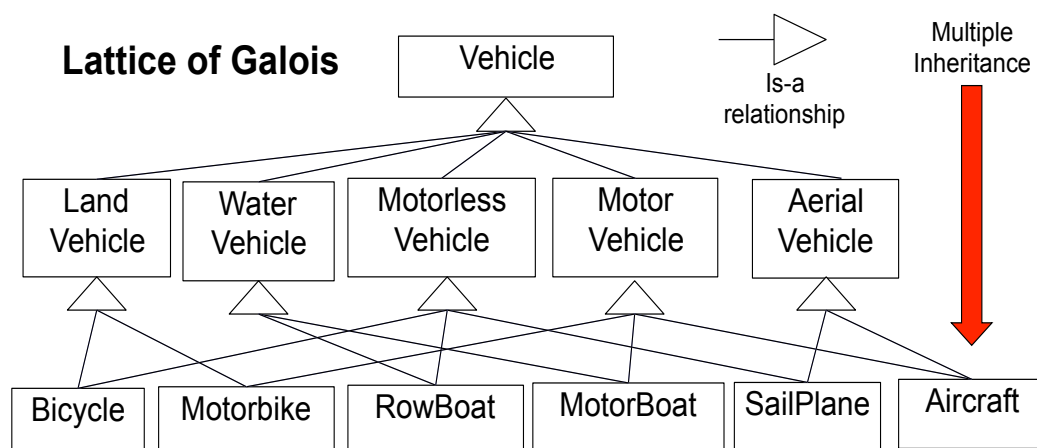 Lattice of Galois
Vehicle
Is-a
relationship
Multiple
Inheritance
Land
Vehicle
Water
Vehicle
Motorless
Vehicle
Motor
Vehicle
Aerial
Vehicle
Bicycle
Motorbike
RowBoat
MotorBoat
SailPlane
Aircraft